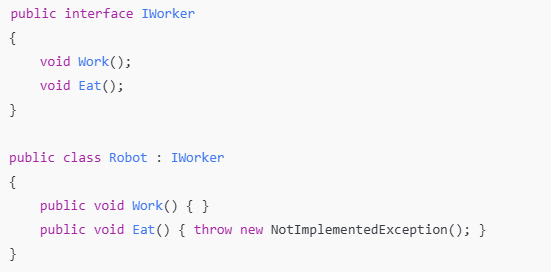 public interface IWorker
{
    void Work();
    void Eat();
}

public class Robot : IWorker
{
    public void Work() { }
    public void Eat() { throw new NotImplementedException(); }
}